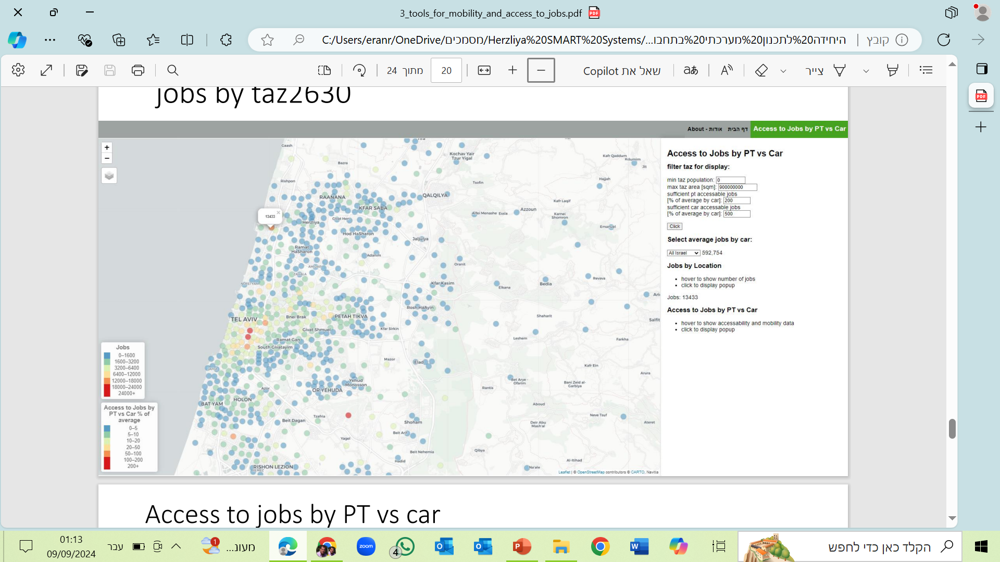 3_tools_for_mobility_and_access_to_jobs.pdf
C:/Users/eranr/OneDrive/מסמכים/Herzliya%20SMART%20Systems/...היחידה%20לתכנון%20מערכתי%20בתחבו
קובץ
שאל את Copilot
20
מתוך 24
צייר
jobs by taz2630
About - אודות
דף הבית
Access to Jobs by PT vs Car
+
−
Gaash
Bazra
Rishpon
RAANANA
KFAR SABA
Kochav Yair
Tzur Yigal
Tsofin
QALQILYA
Kafr Qaddum
Kdumim
Jit
Hajjah
Kafr Laqif
Azzoun
Alfei Menashe
Essla
Karnei
Shomron
Emanuel
13433
Herzliya
Givat Hen
Hod HaSharon
Jaljulya
Ramat
HaSharon
Adanim
Oranit
ZAHALA
Kfar Kasim
Elkana
Bedia
Revava
Rosh HaAyin
TEL AVIV
Bnei Brak
PETAH TIKVA
Shaharit
Salfit
Givat Shmuel
Kfar Sirkin
Ramat Gan
South Givatayim
Leshem
Farkha
Mazor
Elad
Kafr Ein
Arura
Yehud
Monosson
Bet Arye -
Ofarim
Bani Zeid al-
Garbiya
Rantis
Azor
OR YEHUDA
HOLON
BAT YAM
Aboud
Beit Dagan
Tzafria
Shoham
Deir Abu
Mash'al
Neve Tsuf
Ateret
Beit Arif
Yagel
Qibya
Beit Nehemia
Hadid
Al-Itihad
RISHON LEZION
Na'ale
Jobs
0–1600
1600–3200
3200–6400
6400–12000
12000–18000
18000–24000
24000+
Access to Jobs by
PT vs Car % of
average
0–5
5–10
10–20
20–50
50–100
100–200
200+
Leaflet | © OpenStreetMap contributors © CARTO, Navitia
Access to Jobs by PT vs Car
filter taz for display:
min taz population: 0
max taz area [sqm]: 900000000
sufficient pt accessable jobs
[% of average by car]: 200
sufficient car accessable jobs
[% of average by car]: 500
Click
Select average jobs by car:
All Israel 592,754
Jobs by Location
• hover to show number of jobs
• click to display popup
Jobs: 13433
Access to Jobs by PT vs Car
• hover to show accessability and mobility data
• click to display popup
Access to jobs by PT vs car
01:13
09/09/2024
עבר
1
מעונ...
zoom
4
הקלד כאן כדי לחפש